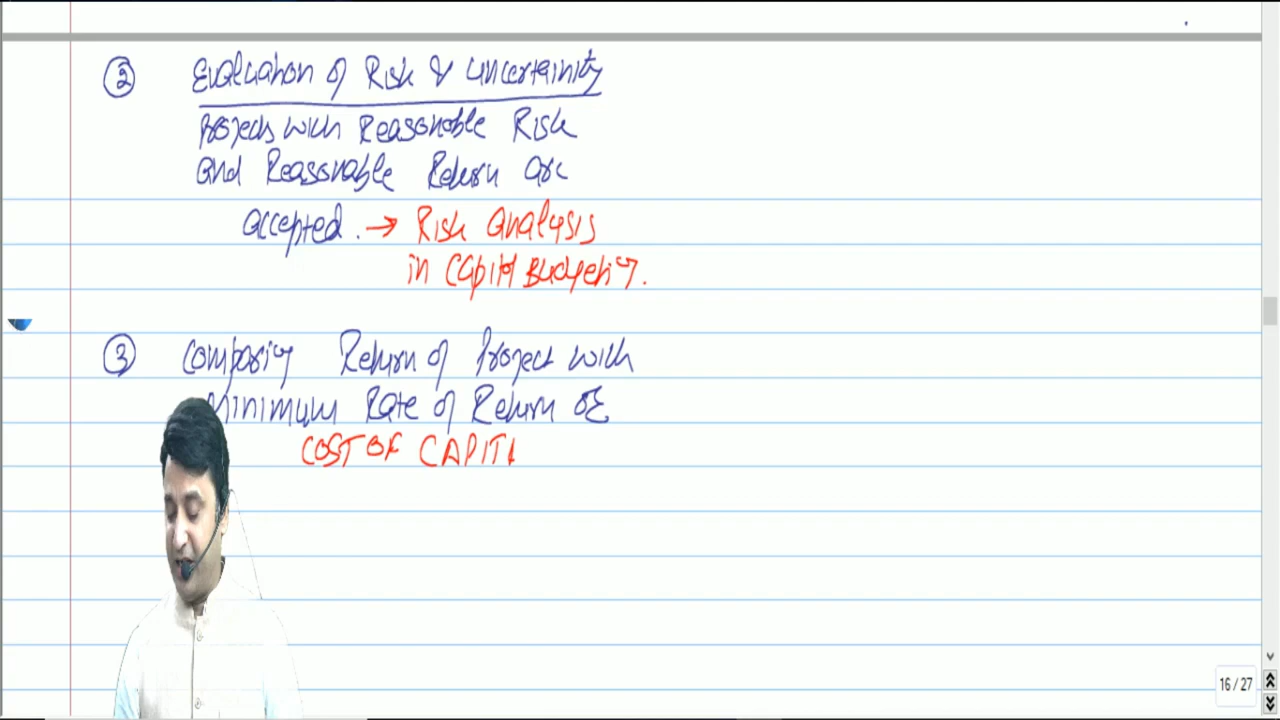 ② Evaluation of Risk & Uncertainity
Projects with Reasonable Risk
and Reasonable Return are
accepted. → Risk Analysis
in Capital Budgeting.
③ Comparing Return of Project with
Minimum Rate of Return or
COST OF CAPITA
16 / 27